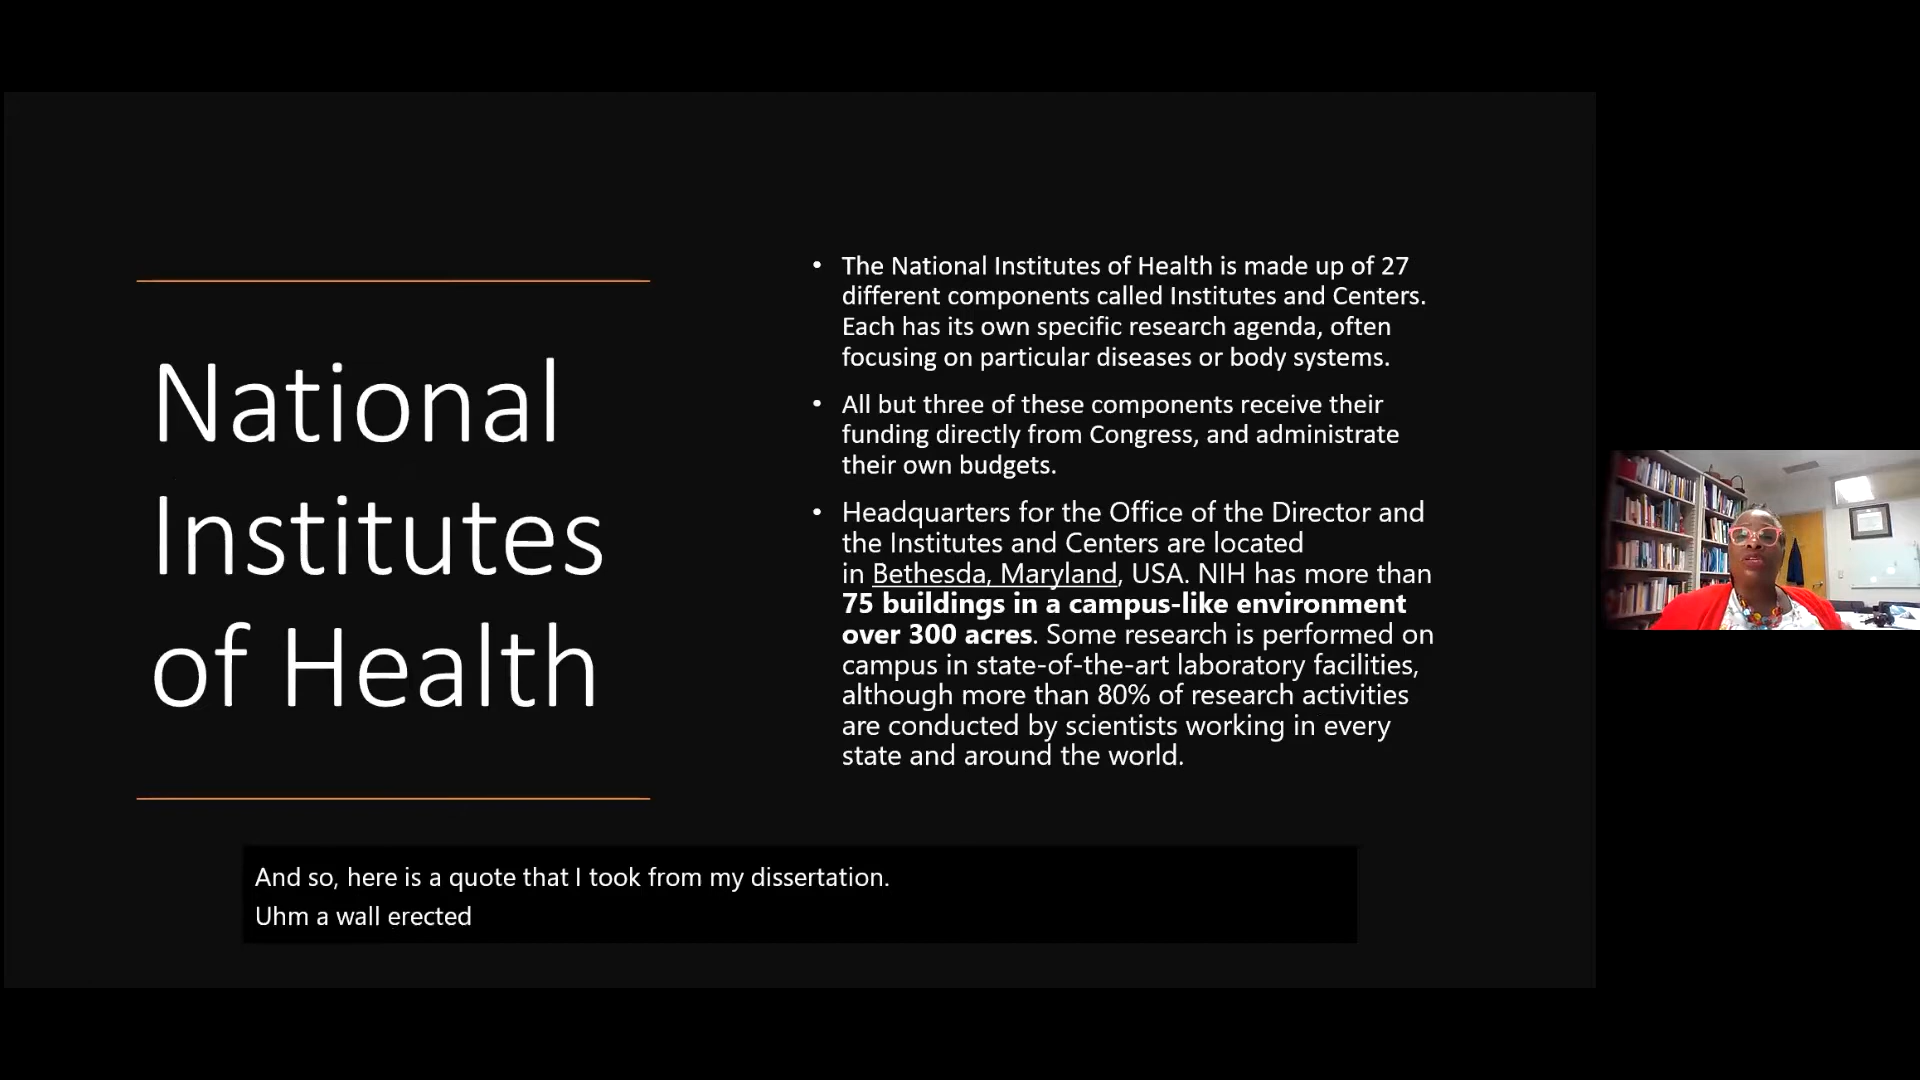 National
Institutes
of Health
• The National Institutes of Health is made up of 27
different components called Institutes and Centers.
Each has its own specific research agenda, often
focusing on particular diseases or body systems.
• All but three of these components receive their
funding directly from Congress, and administrate
their own budgets.
• Headquarters for the Office of the Director and
the Institutes and Centers are located
in Bethesda, Maryland, USA. NIH has more than
75 buildings in a campus-like environment
over 300 acres. Some research is performed on
campus in state-of-the-art laboratory facilities,
although more than 80% of research activities
are conducted by scientists working in every
state and around the world.
And so, here is a quote that I took from my dissertation.
Uhm a wall erected